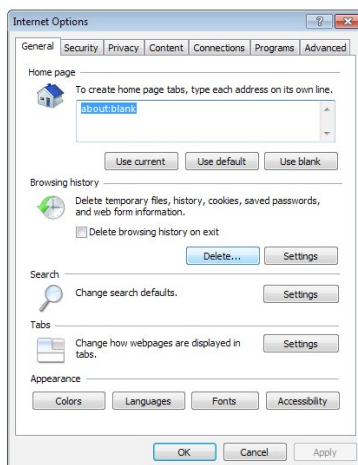 Internet Options
General Security Privacy Content Connections Programs Advanced
Home page
To create home page tabs, type each address on its own line.
about:blank
Use current Use default Use blank
Browsing history
Delete temporary files, history, cookies, saved passwords,
and web form information.
Delete browsing history on exit
Delete... Settings
Search
Change search defaults. Settings
Tabs
Change how webpages are displayed in
tabs.
Settings
Appearance
Colors Languages Fonts Accessibility
OK Cancel Apply